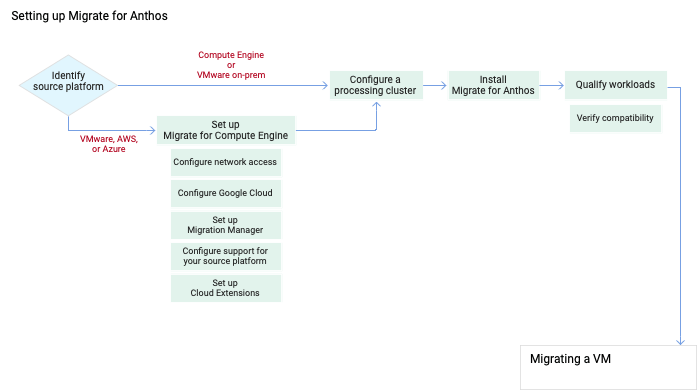 Setting up Migrate for Anthos
Compute Engine
or
VMware on-prem
Identify
source platform
Configure a
processing cluster
Install
Migrate for Anthos
Qualify workloads
Verify compatibility
VMware, AWS,
or Azure
Set up
Migrate for Compute Engine
Configure network access
Configure Google Cloud
Set up
Migration Manager
Configure support for
your source platform
Set up
Cloud Extensions
Migrating a VM